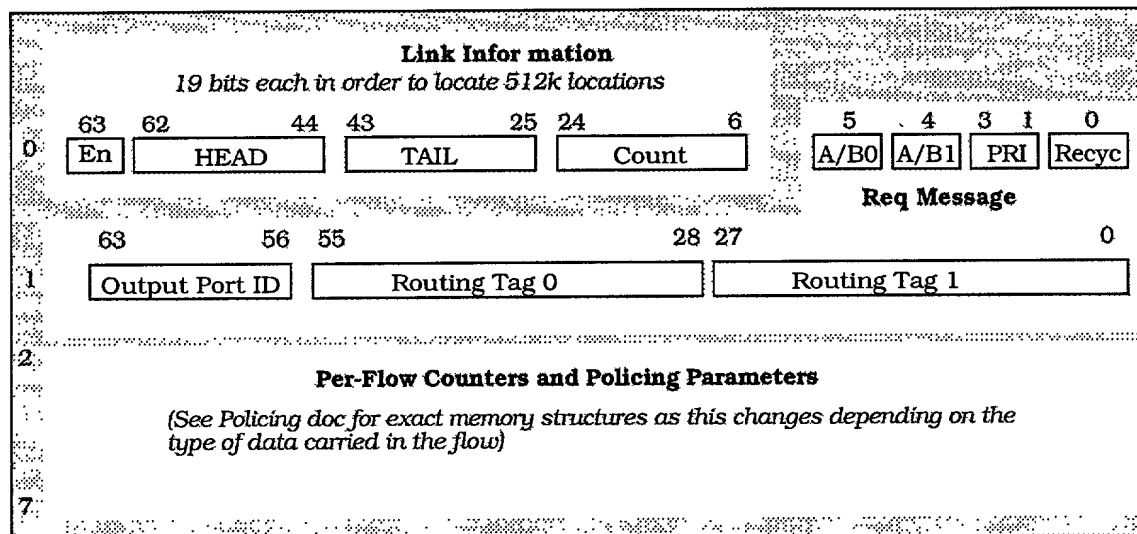 Link Infor mation
19 bits each in order to locate 512k locations
63 62 44 43 25 24 6 5 4 3 1 0
0 En HEAD TAIL Count A/B0 A/B1 PRI Recyc
Req Message
63 56 55 28 27 0
1 Output Port ID Routing Tag 0 Routing Tag 1
2
Per-Flow Counters and Policing Parameters
(See Policing doc for exact memory structures as this changes depending on the
type of data carried in the flow)
7